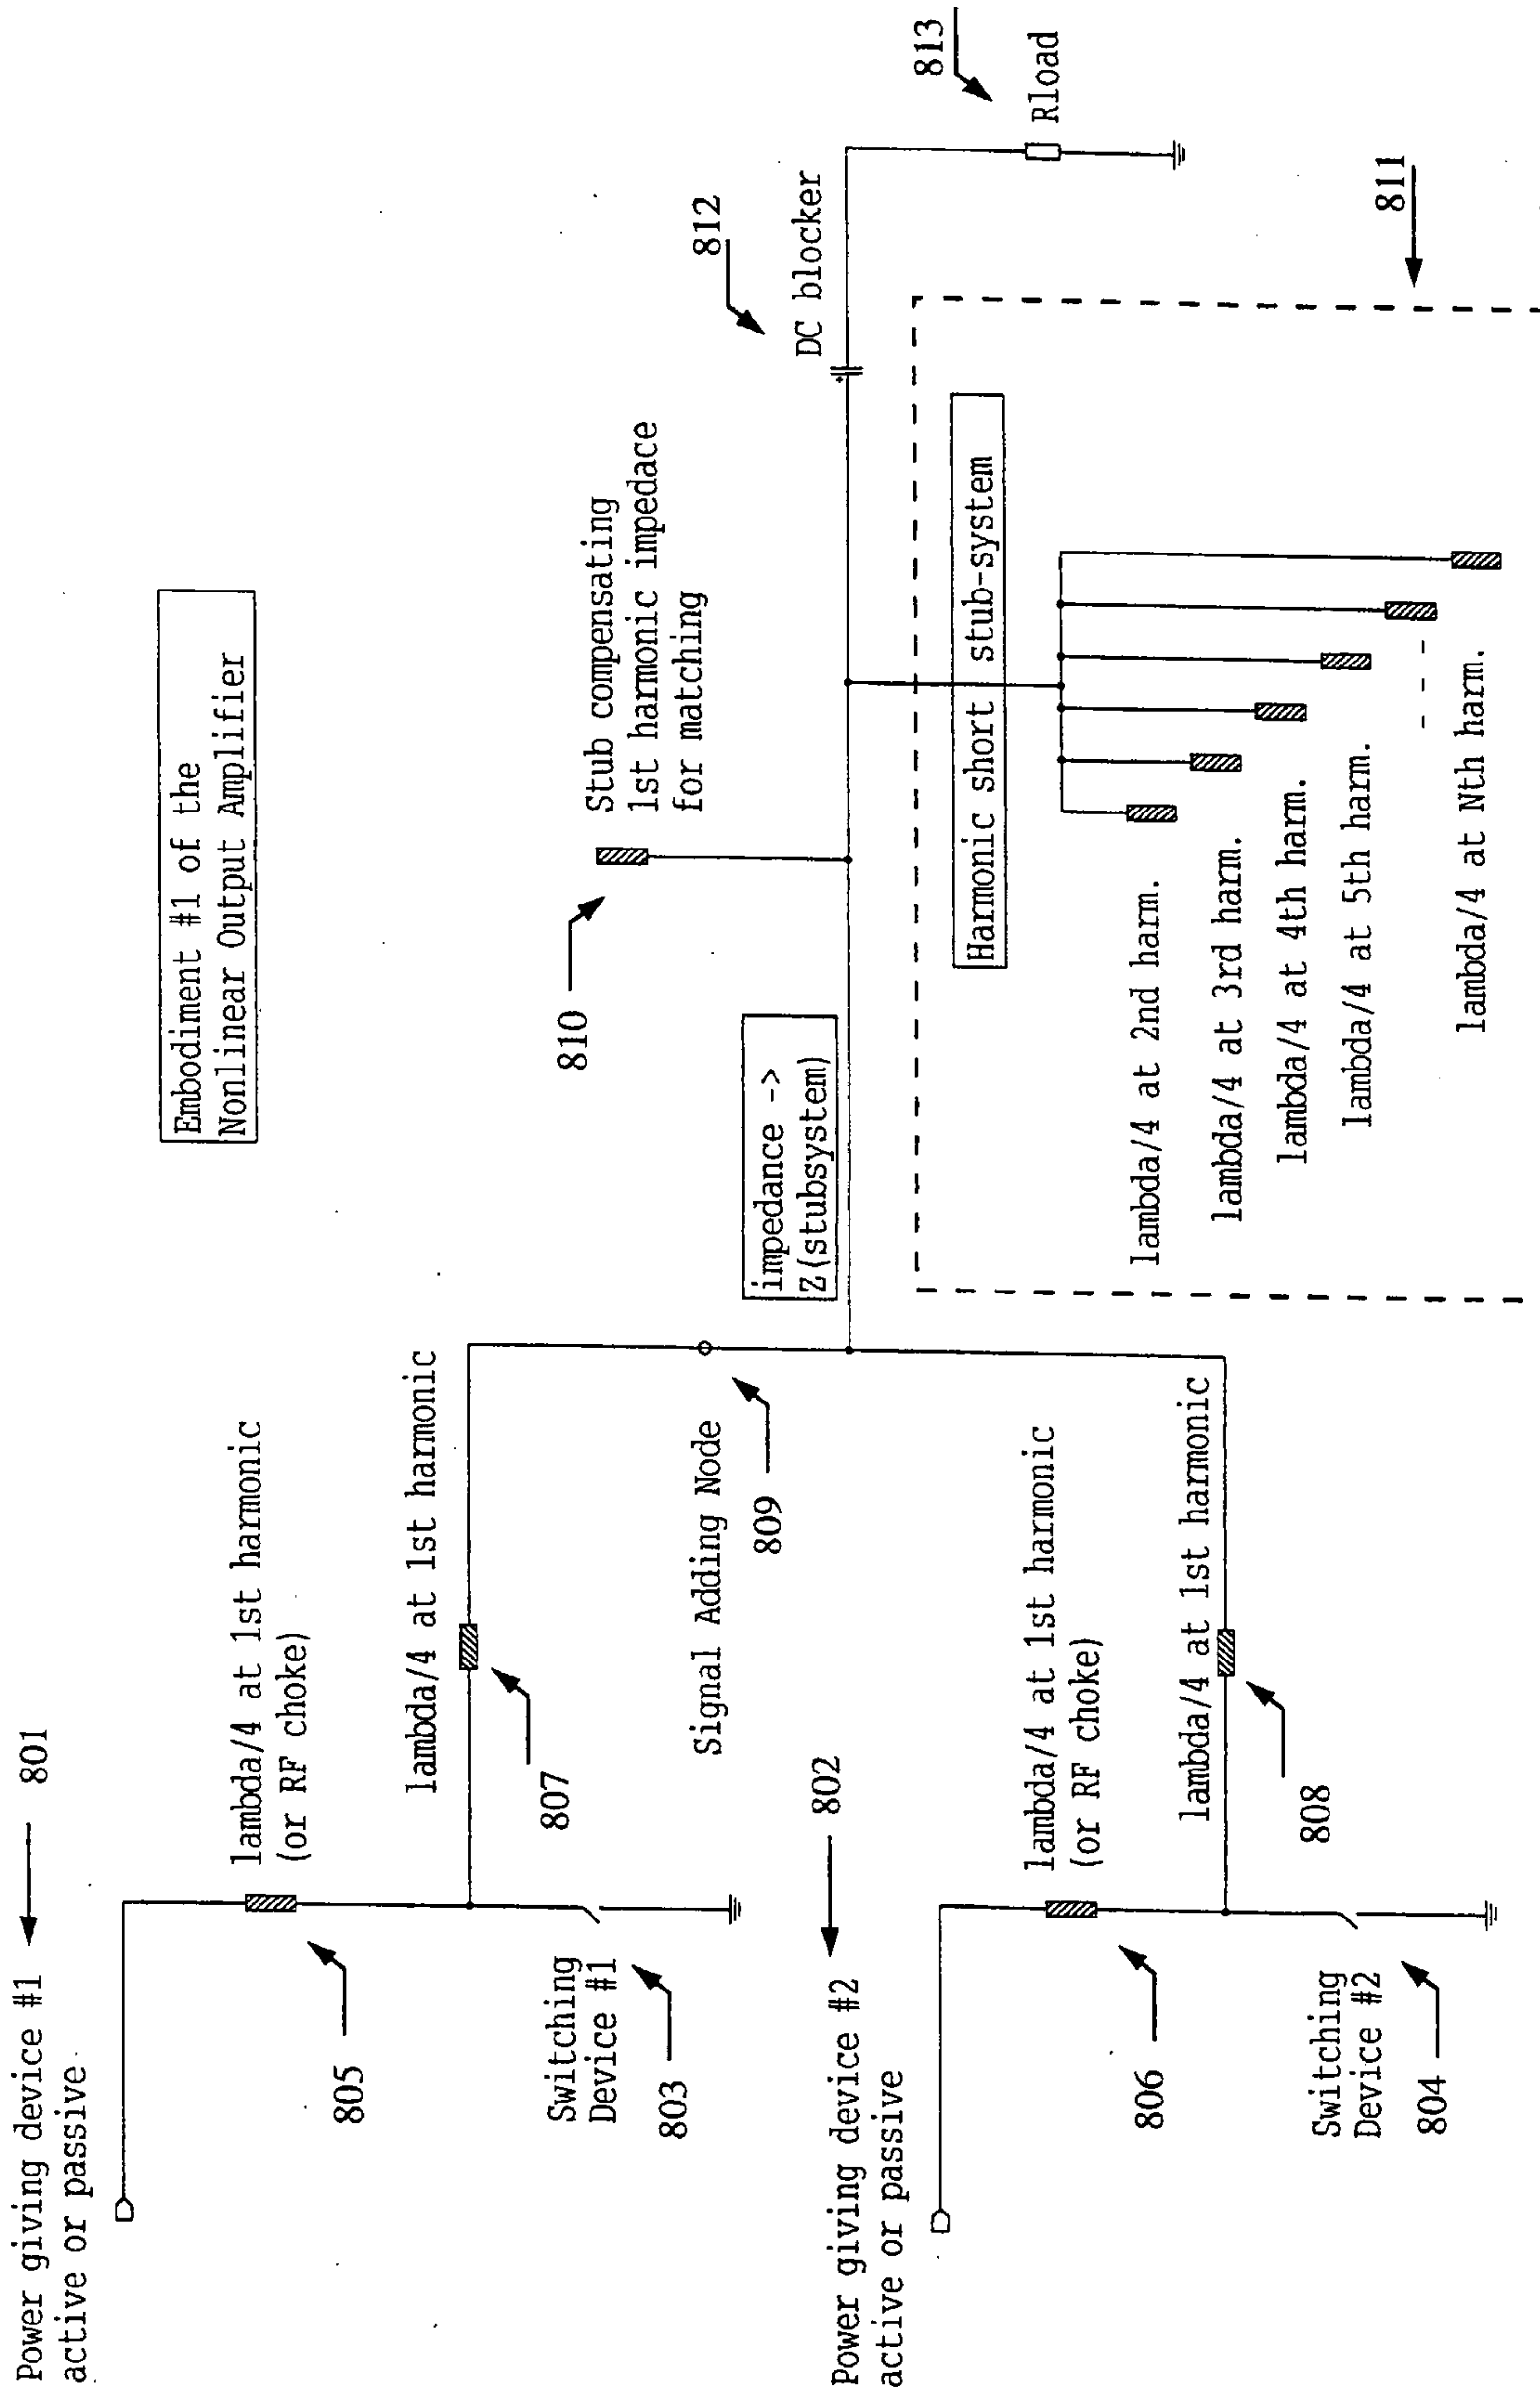 Embodiment #1 of the
Nonlinear Output Amplifier
Power giving device #1
active or passive
801
lambda/4 at 1st harmonic
(or RF choke)
805
lambda/4 at 1st harmonic
807
Switching
Device #1
803
Signal Adding Node
809
Power giving device #2
active or passive
802
lambda/4 at 1st harmonic
(or RF choke)
806
lambda/4 at 1st harmonic
808
Switching
Device #2
804
impedance ->
Z(stubsystem)
810
Stub compensating
1st harmonic impedace
for matching
812
DC blocker
813
Rload
811
Harmonic short stub-system
lambda/4 at 2nd harm.
lambda/4 at 3rd harm.
lambda/4 at 4th harm.
lambda/4 at 5th harm.
- - -
lambda/4 at Nth harm.